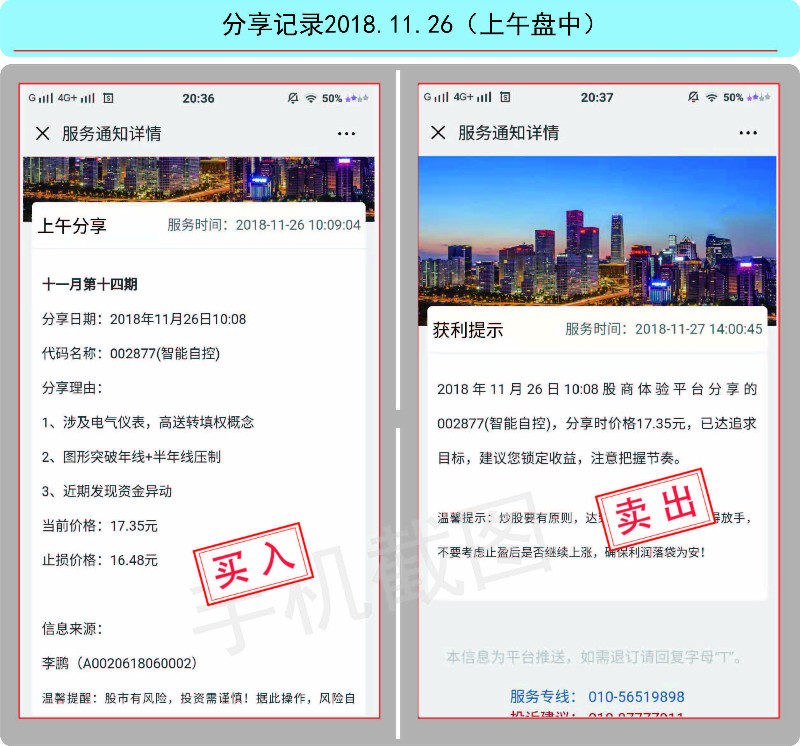 分享记录2018.11.26（上午盘中）
G 4G+ 20:36 50%
服务通知详情
上午分享 服务时间：2018-11-26 10:09:04
十一月第十四期
分享日期：2018年11月26日10:08
代码名称：002877(智能自控)
分享理由：
1、涉及电气仪表，高送转填权概念
2、图形突破年线+半年线压制
3、近期发现资金异动
当前价格：17.35元
止损价格：16.48元
买入
信息来源：
李鹏（A0020618060002）
温馨提醒：股市有风险，投资需谨慎！据此操作，风险自
G 4G+ 20:37 50%
服务通知详情
获利提示 服务时间：2018-11-27 14:00:45
2018年11月26日10:08股商体验平台分享的
002877(智能自控)，分享时价格17.35元，已达追求
目标，建议您锁定收益，注意把握节奏。
温馨提示：炒股要有原则，达 得放手，
不要考虑止盈后是否继续上涨，确保利润落袋为安！
卖出
手机截图
本信息为平台推送，如需退订请回复字母“T”。
服务专线： 010-56519898
投诉建议：